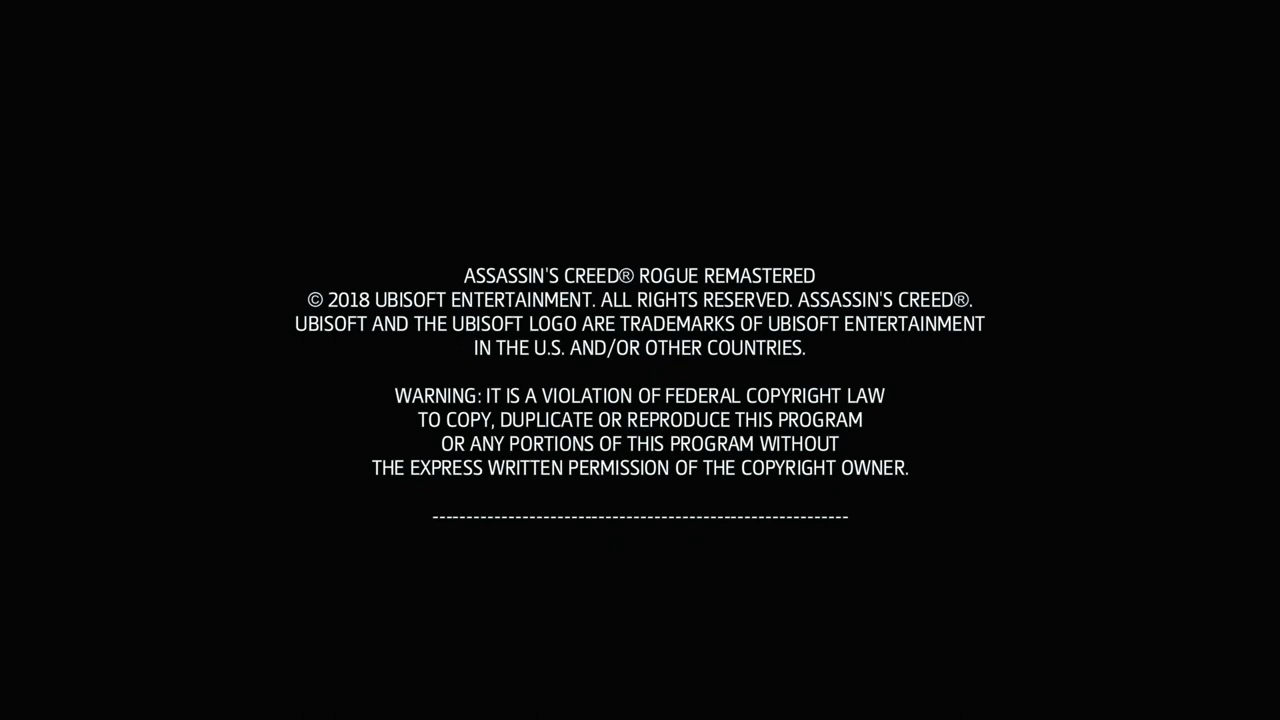 ASSASSIN'S CREED® ROGUE REMASTERED
© 2018 UBISOFT ENTERTAINMENT. ALL RIGHTS RESERVED. ASSASSIN'S CREED®.
UBISOFT AND THE UBISOFT LOGO ARE TRADEMARKS OF UBISOFT ENTERTAINMENT
IN THE U.S. AND/OR OTHER COUNTRIES.
WARNING: IT IS A VIOLATION OF FEDERAL COPYRIGHT LAW
TO COPY, DUPLICATE OR REPRODUCE THIS PROGRAM
OR ANY PORTIONS OF THIS PROGRAM WITHOUT
THE EXPRESS WRITTEN PERMISSION OF THE COPYRIGHT OWNER.
------------------------------------------------------------